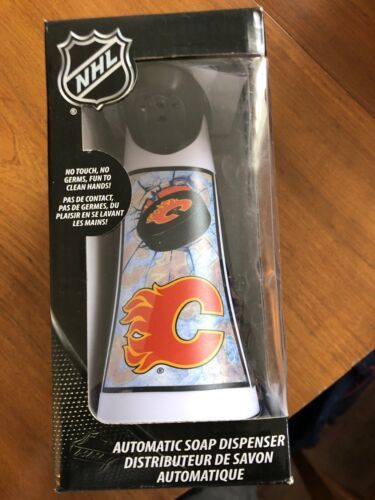 NHL
®
NO TOUCH, NO
GERMS, FUN TO
CLEAN HANDS!
PAS DE CONTACT,
PAS DE GERMES, DU
PLAISIR EN SE LAVANT
LES MAINS!
C
C
®
AUTOMATIC SOAP DISPENSER
DISTRIBUTEUR DE SAVON
AUTOMATIQUE